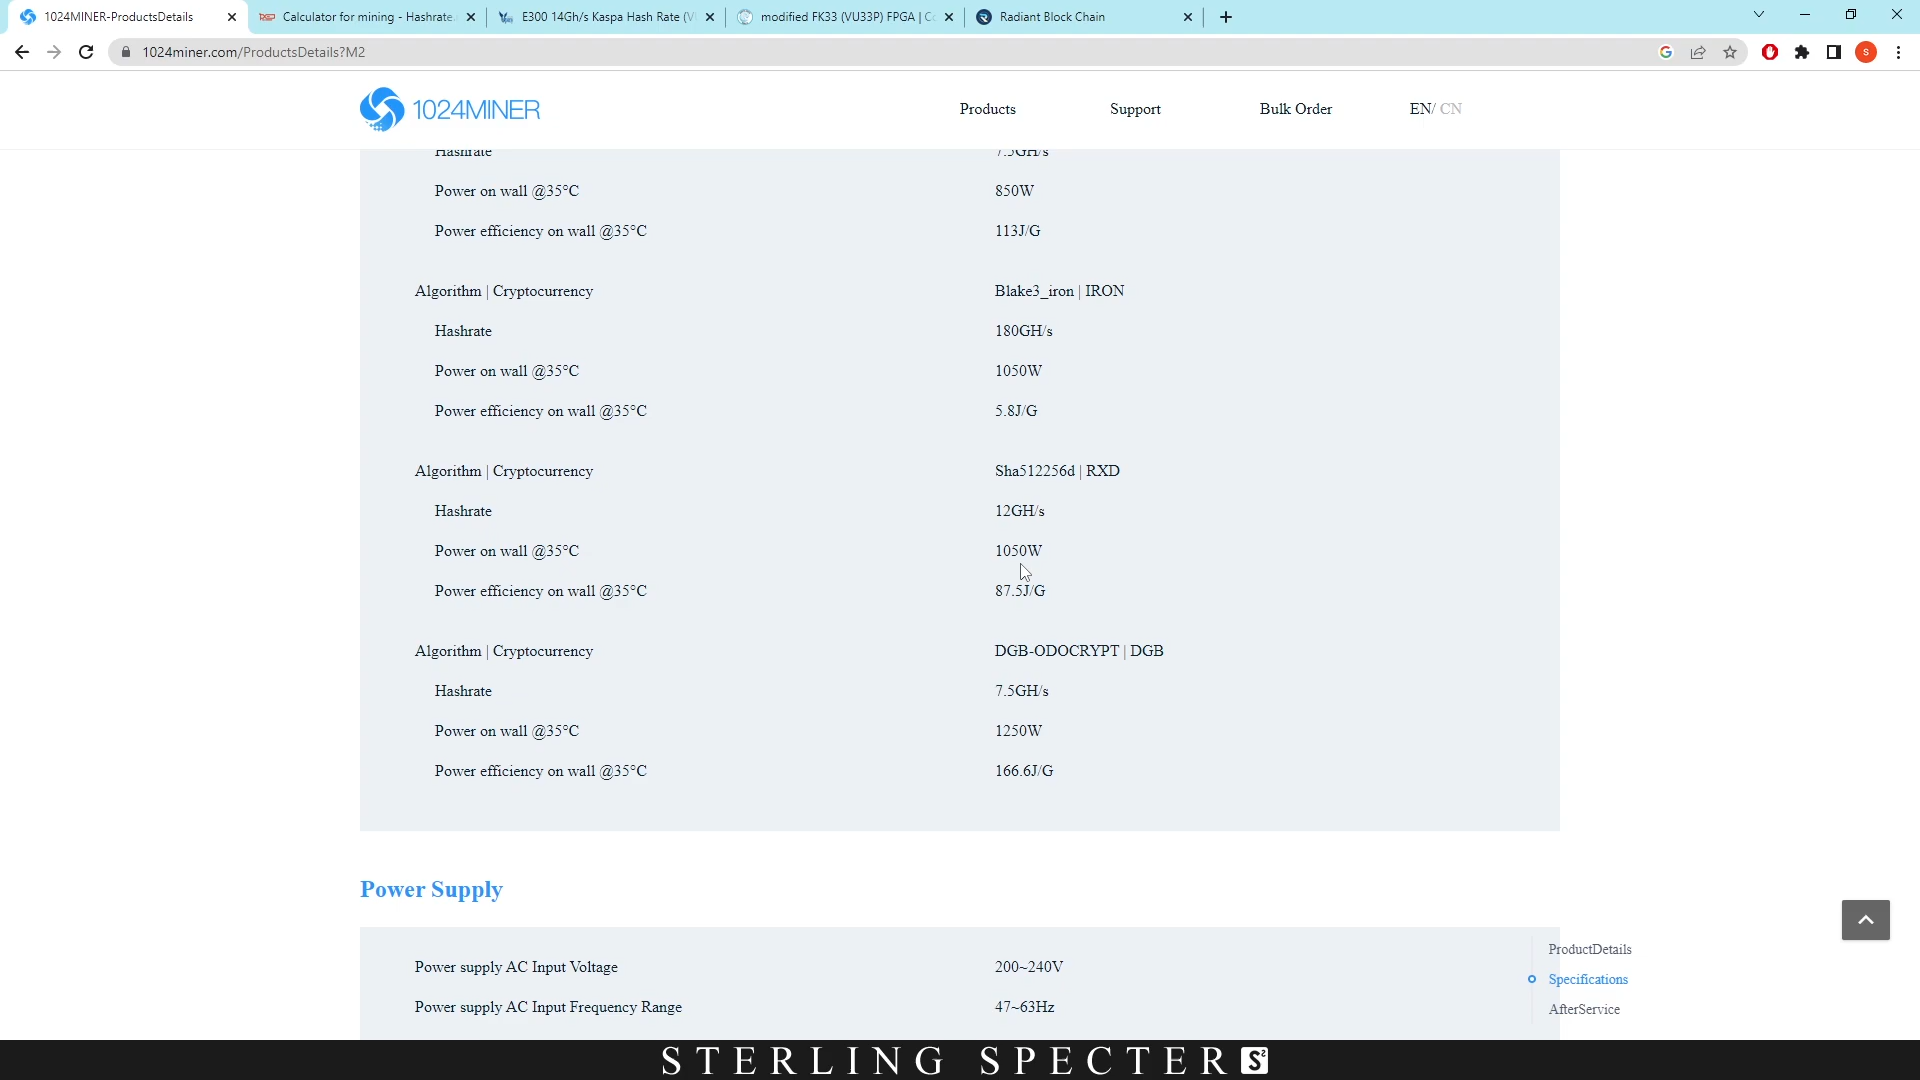 1024MINER-ProductsDetails
Calculator for mining - Hashrate
E300 14Gh/s Kaspa Hash Rate (V
modified FK33 (VU33P) FPGA | Co
Radiant Block Chain
1024miner.com/ProductsDetails?M2
S
1024MINER
Products
Support
Bulk Order
EN/ CN
Hashrate 7.5GH/s
Power on wall @35°C 850W
Power efficiency on wall @35°C 113J/G
Algorithm | Cryptocurrency Blake3_iron | IRON
Hashrate 180GH/s
Power on wall @35°C 1050W
Power efficiency on wall @35°C 5.8J/G
Algorithm | Cryptocurrency Sha512256d | RXD
Hashrate 12GH/s
Power on wall @35°C 1050W
Power efficiency on wall @35°C 87.5J/G
Algorithm | Cryptocurrency DGB-ODOCRYPT | DGB
Hashrate 7.5GH/s
Power on wall @35°C 1250W
Power efficiency on wall @35°C 166.6J/G
Power Supply
Power supply AC Input Voltage 200~240V
Power supply AC Input Frequency Range 47~63Hz
ProductDetails
Specifications
AfterService
STERLING SPECTER S²